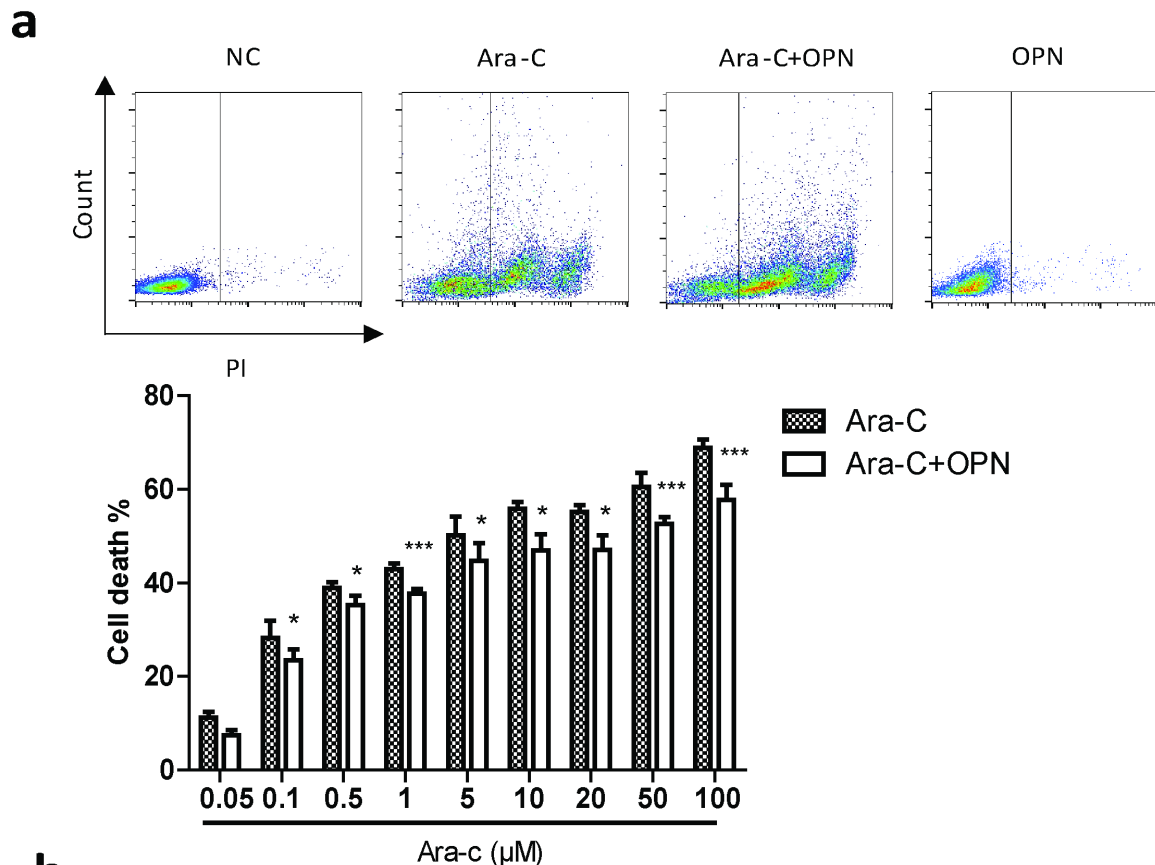 a
NC Ara-C Ara-C+OPN OPN
Count
PI
80
60
40
20
0
Cell death %
Ara-C
Ara-C+OPN
* * *** * * * *** ***
0.05 0.1 0.5 1 5 10 20 50 100
Ara-c (μM)